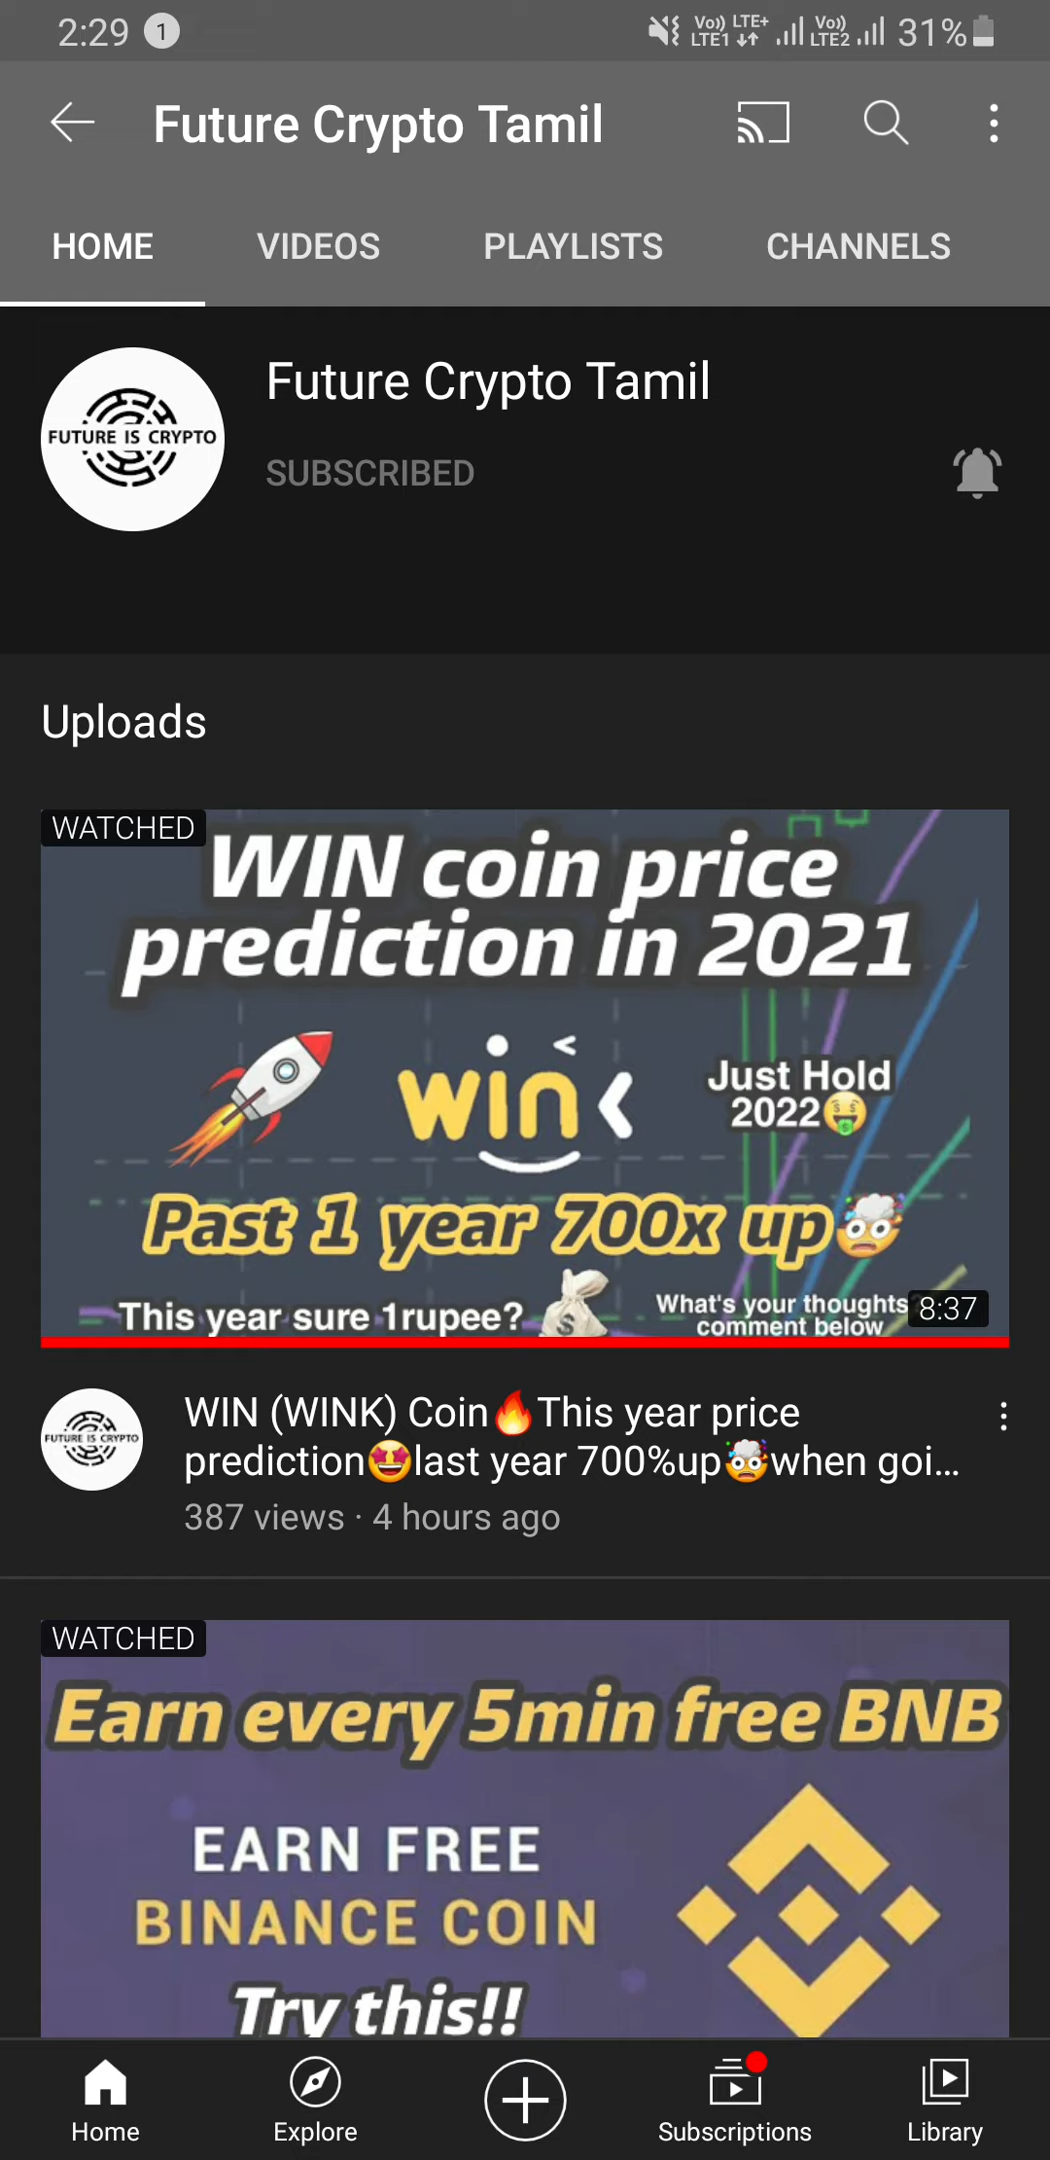 2:29 1 Vo)) LTE1 LTE+ Vo)) LTE2 31%
Future Crypto Tamil
HOME VIDEOS PLAYLISTS CHANNELS
FUTURE IS CRYPTO
Future Crypto Tamil
SUBSCRIBED
Uploads
WATCHED
WIN coin price
prediction in 2021
win
Just Hold
2022🤑
Past 1 year 700x up🤯
This year sure 1rupee?
What's your thoughts
comment below
8:37
FUTURE IS CRYPTO
WIN (WINK) Coin🔥This year price
prediction🤩last year 700%up🤯when goi...
387 views · 4 hours ago
WATCHED
Earn every 5min free BNB
EARN FREE
BINANCE COIN
Try this!!
Home Explore Subscriptions Library